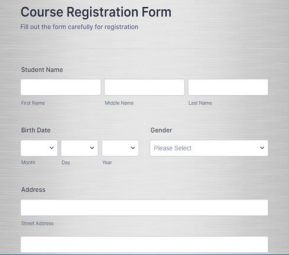 Course Registration Form
Fill out the form carefully for registration
Student Name
First Name Middle Name Last Name
Birth Date Gender
Please Select
Month Day Year
Address
Street Address